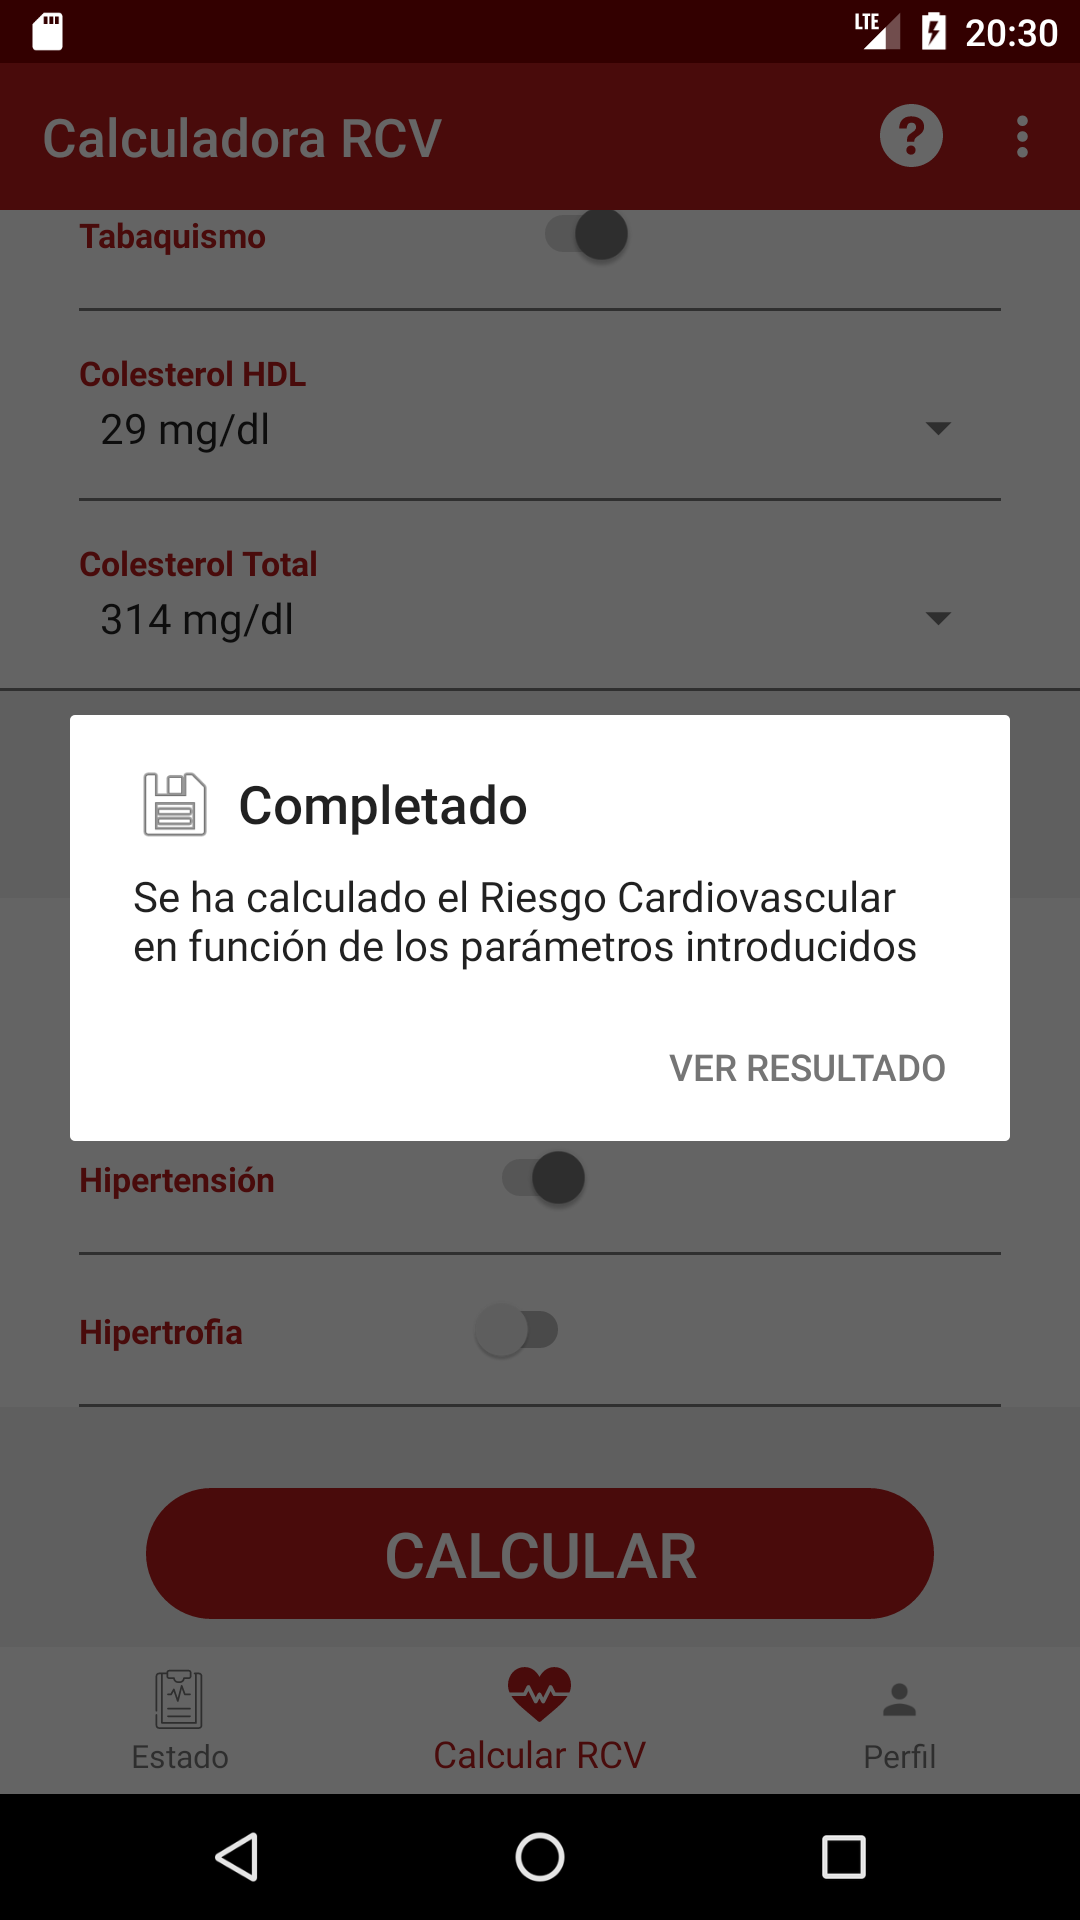 LTE 20:30
Calculadora RCV ?
Tabaquismo
Colesterol HDL
29 mg/dl
Colesterol Total
314 mg/dl
Completado
Se ha calculado el Riesgo Cardiovascular
en función de los parámetros introducidos
VER RESULTADO
Hipertensión
Hipertrofia
CALCULAR
Estado Calcular RCV Perfil